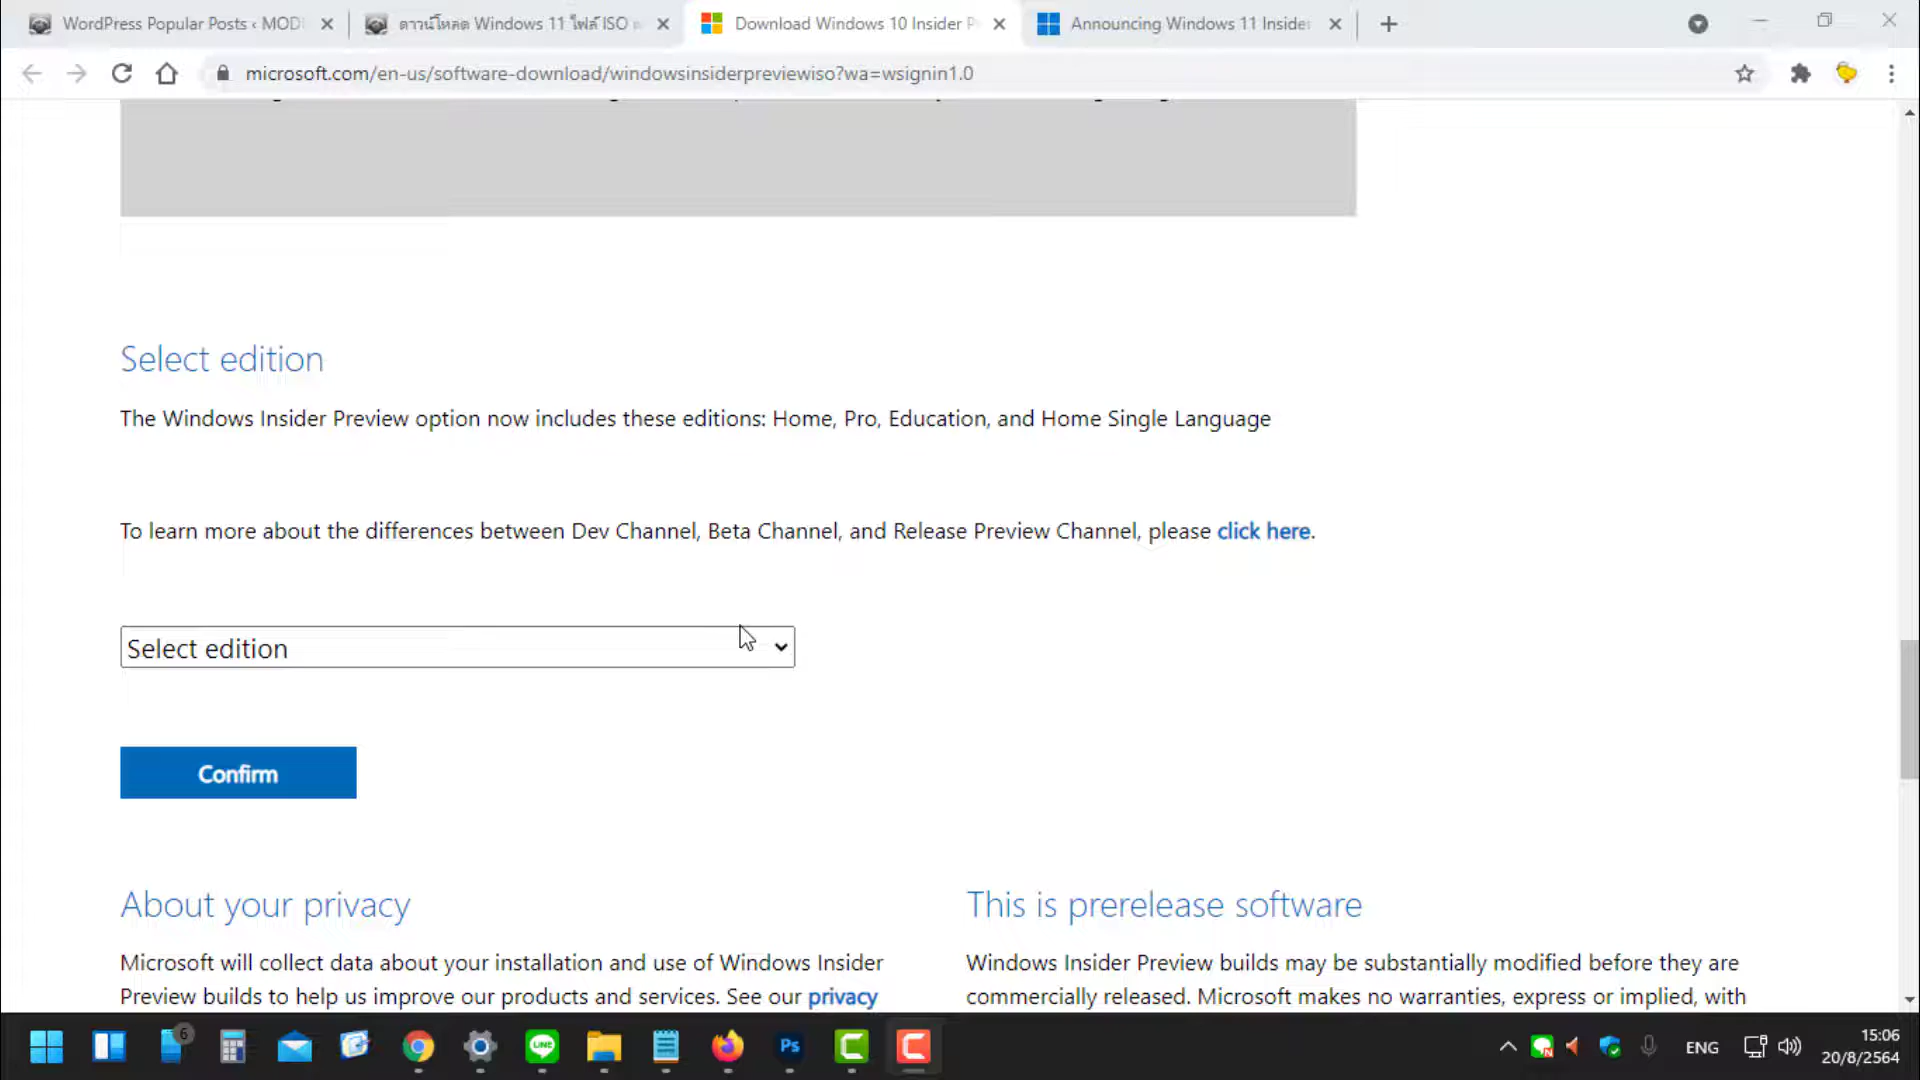 WordPress Popular Posts ‹ MOD
ดาวน์โหลด Windows 11 ไฟล์ ISO
Download Windows 10 Insider P
Announcing Windows 11 Insider
microsoft.com/en-us/software-download/windowsinsiderpreviewiso?wa=wsignin1.0
Select edition
The Windows Insider Preview option now includes these editions: Home, Pro, Education, and Home Single Language
To learn more about the differences between Dev Channel, Beta Channel, and Release Preview Channel, please click here.
Select edition
Confirm
About your privacy
Microsoft will collect data about your installation and use of Windows Insider
Preview builds to help us improve our products and services. See our privacy
This is prerelease software
Windows Insider Preview builds may be substantially modified before they are
commercially released. Microsoft makes no warranties, express or implied, with
6
LINE
Ps
N
ENG
15:06
20/8/2564